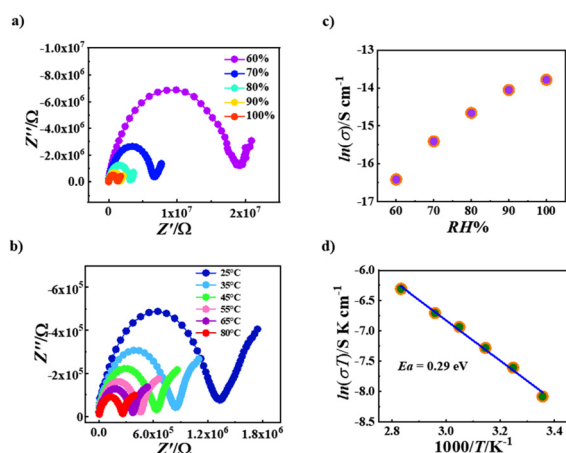 a)
-1.0x10⁷
-8.0x10⁶
-6.0x10⁶
-4.0x10⁶
-2.0x10⁶
0.0
Z''/Ω
60%
70%
80%
90%
100%
0
1x10⁷
2x10⁷
Z'/Ω
c)
-13
-14
-15
-16
-17
ln(σ)/S cm⁻¹
60
70
80
90
100
RH%
b)
-6x10⁵
-4x10⁵
-2x10⁵
0
Z''/Ω
25°C
35°C
45°C
55°C
65°C
80°C
0.0
6.0x10⁵
1.2x10⁶
1.8x10⁶
Z'/Ω
d)
-6.0
-6.5
-7.0
-7.5
-8.0
-8.5
ln(σT)/S K cm⁻¹
Ea = 0.29 eV
2.8
3.0
3.2
3.4
1000/T/K⁻¹